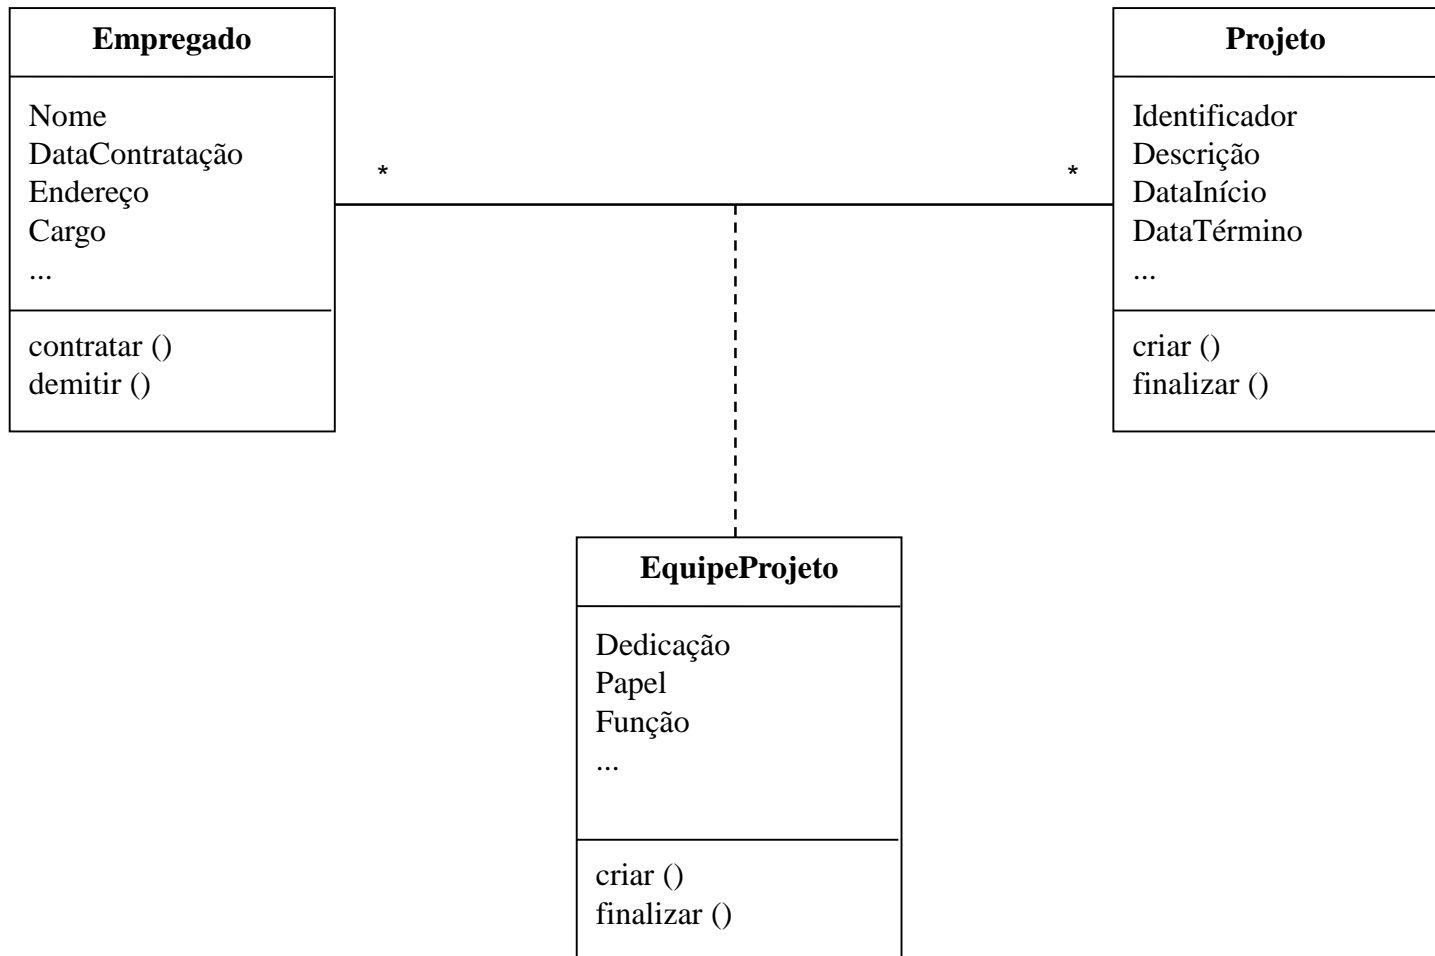 Empregado
Nome
DataContratação
Endereço
Cargo
...
contratar ()
demitir ()
*
*
Projeto
Identificador
Descrição
DataInício
DataTérmino
...
criar ()
finalizar ()
EquipeProjeto
Dedicação
Papel
Função
...
criar ()
finalizar ()